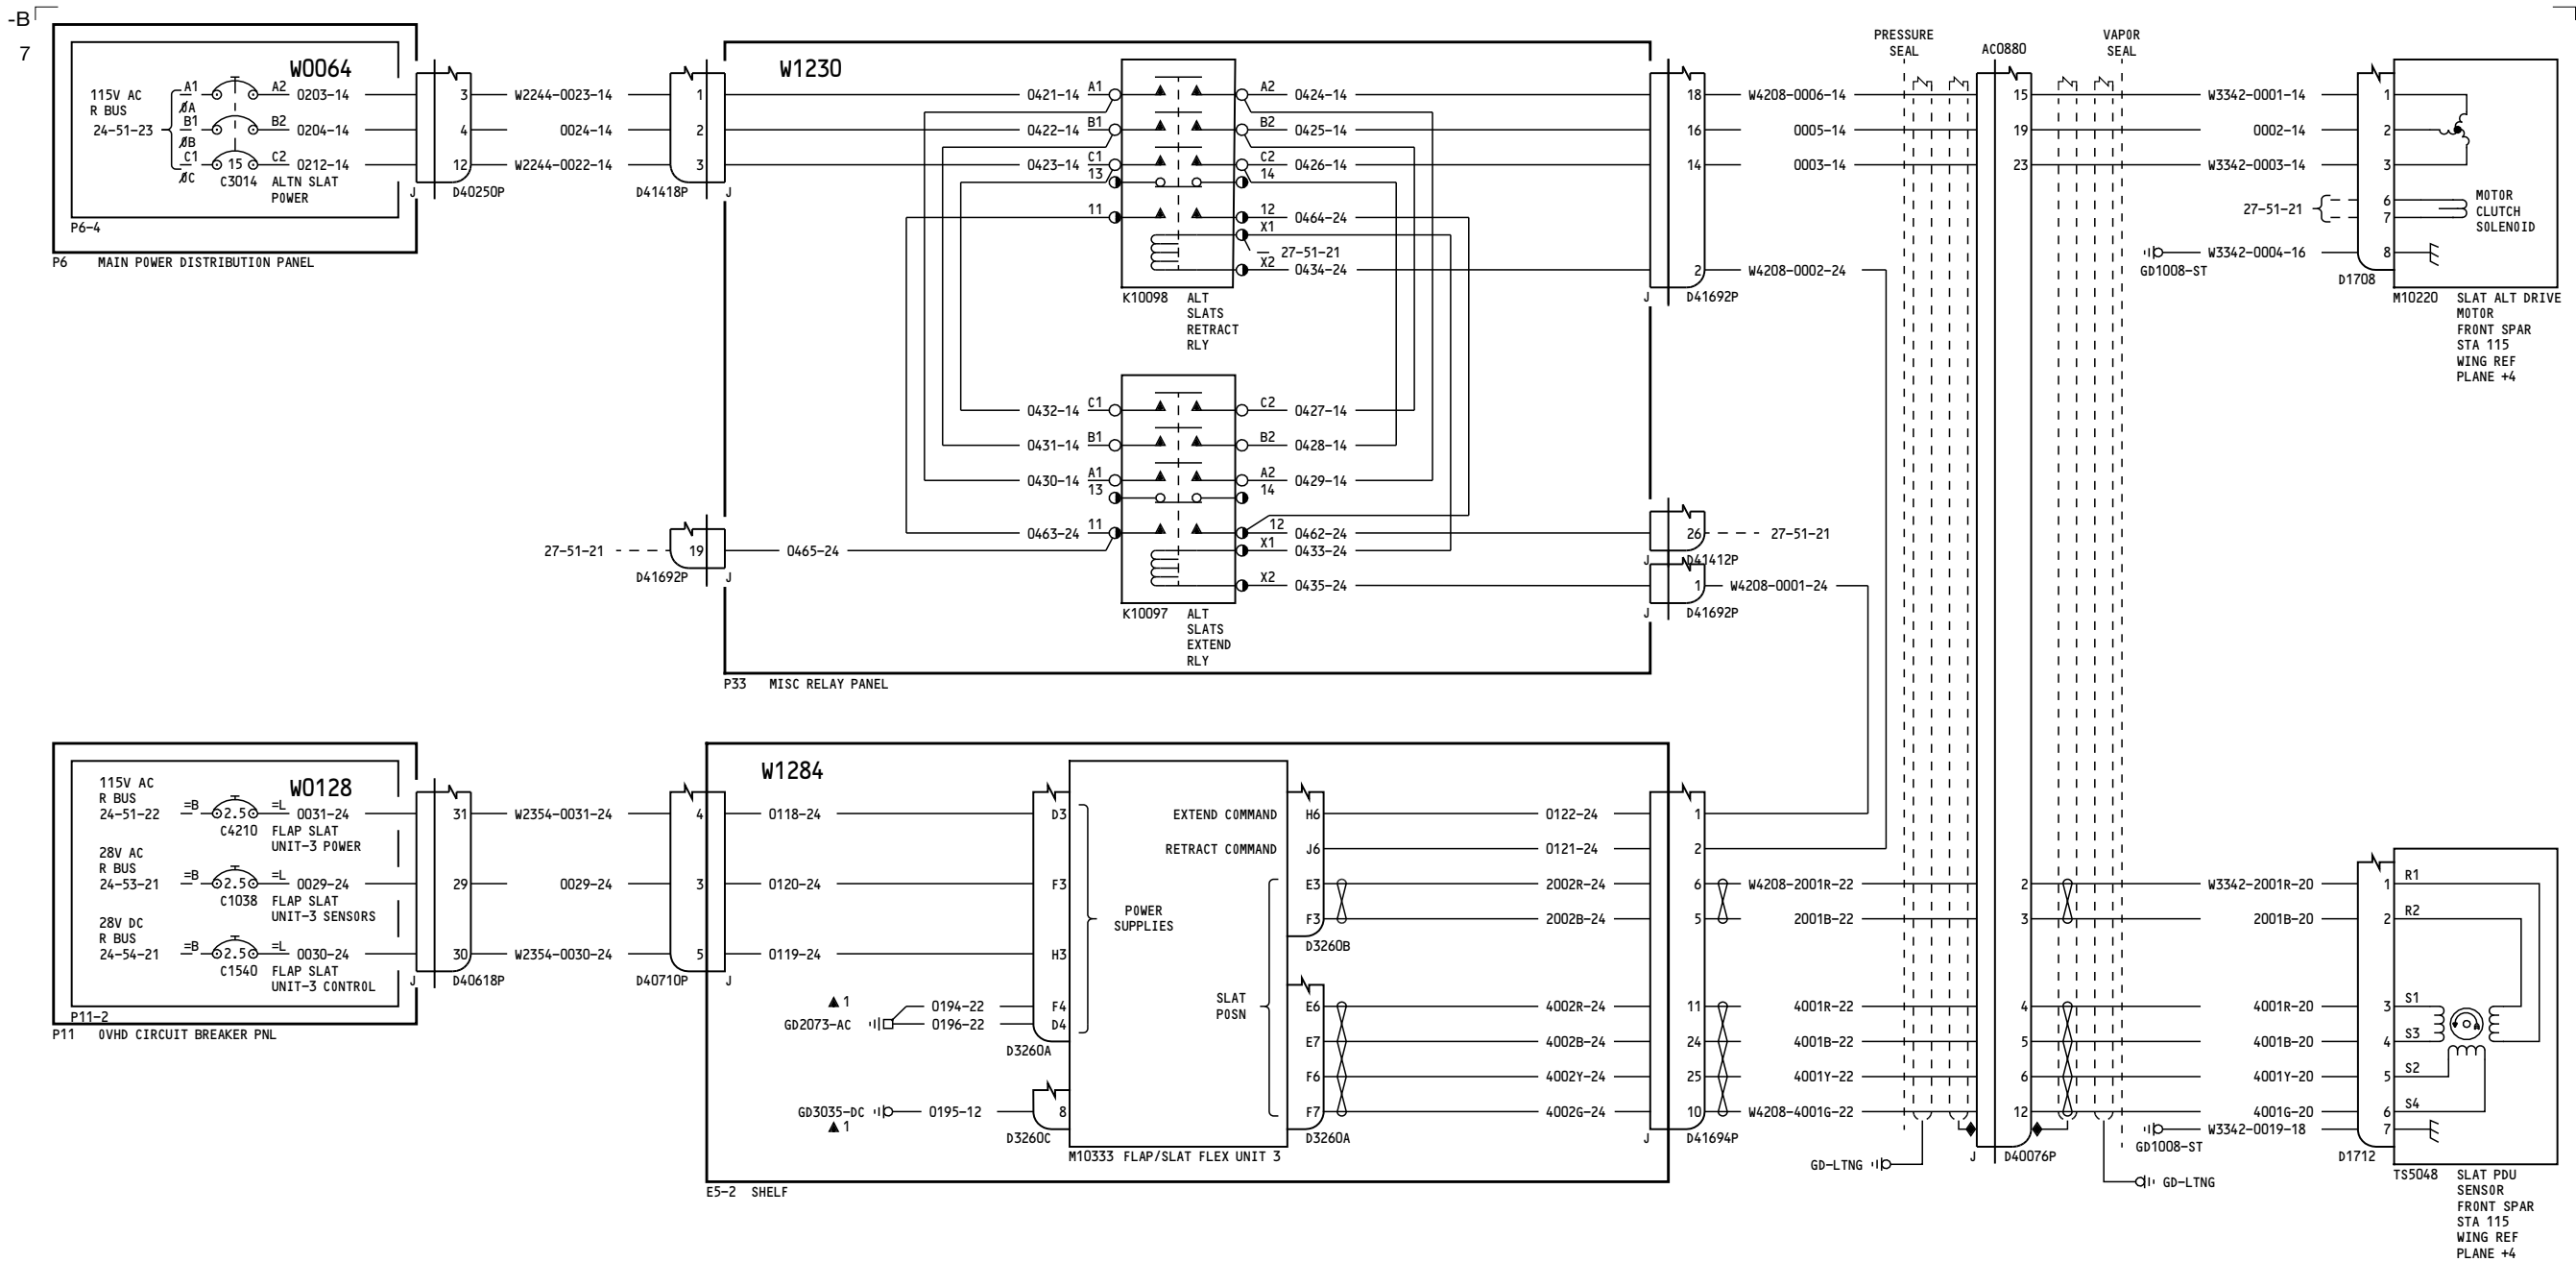 -B
7
W0064
115V AC
R BUS
24-51-23
A1
ØA
B1
ØB
C1
ØC
15
C3014
A2 0203-14
B2 0204-14
C2 0212-14
ALTN SLAT
POWER
P6-4
P6 MAIN POWER DISTRIBUTION PANEL
3
4
12
J D40250P
W2244-0023-14
0024-14
W2244-0022-14
1
2
3
D41418P J
W1230
0421-14 A1
0422-14 B1
0423-14 C1
13
11
A2 0424-14
B2 0425-14
C2 0426-14
14
12 0464-24
X1
27-51-21
X2 0434-24
K10098 ALT
SLATS
RETRACT
RLY
0432-14 C1
0431-14 B1
0430-14 A1
13
0463-24 11
C2 0427-14
B2 0428-14
A2 0429-14
14
12 0462-24
X1 0433-24
X2 0435-24
K10097 ALT
SLATS
EXTEND
RLY
27-51-21
19
D41692P J
0465-24
P33 MISC RELAY PANEL
18
16
14
2
J D41692P
W4208-0006-14
0005-14
0003-14
W4208-0002-24
26
27-51-21
J D41412P
1
W4208-0001-24
J D41692P
PRESSURE
SEAL
AC0880
VAPOR
SEAL
15
19
23
W3342-0001-14
0002-14
W3342-0003-14
27-51-21
GD1008-ST
W3342-0004-16
1
2
3
6
7
8
D1708
MOTOR
CLUTCH
SOLENOID
M10220 SLAT ALT DRIVE
MOTOR
FRONT SPAR
STA 115
WING REF
PLANE +4
W0128
115V AC
R BUS
24-51-22
=B 2.5 =L 0031-24
C4210 FLAP SLAT
UNIT-3 POWER
28V AC
R BUS
24-53-21
=B 2.5 =L 0029-24
C1038 FLAP SLAT
UNIT-3 SENSORS
28V DC
R BUS
24-54-21
=B 2.5 =L 0030-24
C1540 FLAP SLAT
UNIT-3 CONTROL
P11-2
P11 OVHD CIRCUIT BREAKER PNL
31
29
30
J D40618P
W2354-0031-24
0029-24
W2354-0030-24
4
3
5
D40710P J
W1284
0118-24
0120-24
0119-24
1
GD2073-AC
0194-22
0196-22
GD3035-DC
1
0195-12
D3
F3
H3
F4
D4
D3260A
8
D3260C
POWER
SUPPLIES
EXTEND COMMAND
RETRACT COMMAND
SLAT
POSN
M10333 FLAP/SLAT FLEX UNIT 3
E5-2 SHELF
H6
J6
E3
F3
D3260B
E6
E7
F6
F7
D3260A
0122-24
0121-24
2002R-24
2002B-24
4002R-24
4002B-24
4002Y-24
4002G-24
1
2
6
5
11
24
25
10
J D41694P
W4208-2001R-22
2001B-22
4001R-22
4001B-22
4001Y-22
W4208-4001G-22
GD-LTNG
2
3
4
5
6
12
J D40076P
GD-LTNG
W3342-2001R-20
2001B-20
4001R-20
4001B-20
4001Y-20
4001G-20
GD1008-ST
W3342-0019-18
1
2
3
4
5
6
7
D1712
R1
R2
S1
S3
S2
S4
TS5048 SLAT PDU
SENSOR
FRONT SPAR
STA 115
WING REF
PLANE +4